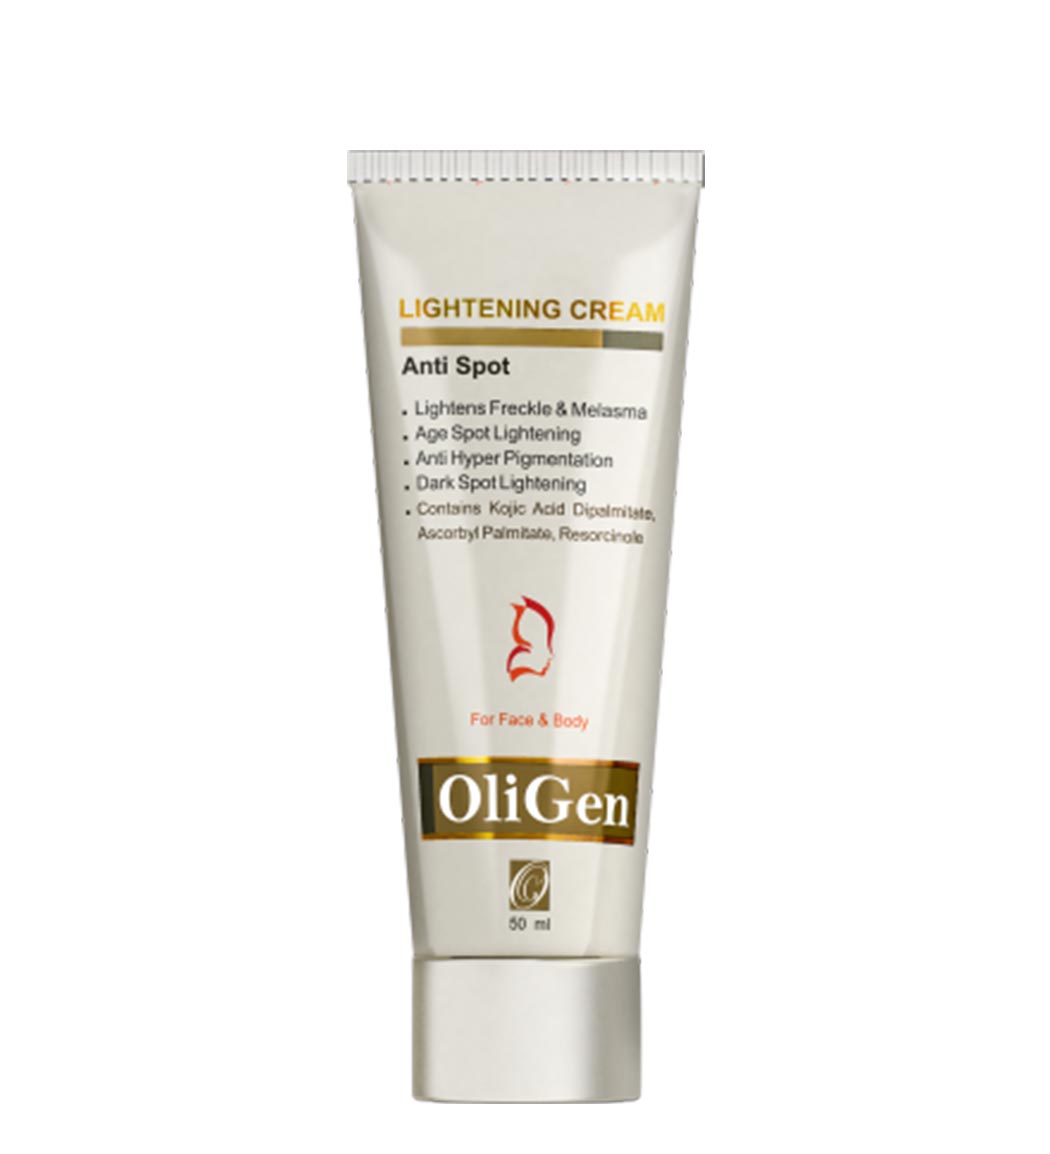 LIGHTENING CREAM
Anti Spot
. Lightens Freckle & Melasma
. Age Spot Lightening
. Anti Hyper Pigmentation
. Dark Spot Lightening
. Contains Kojic Acid Dipalmitate,
Ascorbyl Palmitate, Resorcinole
For Face & Body
OliGen
50 ml